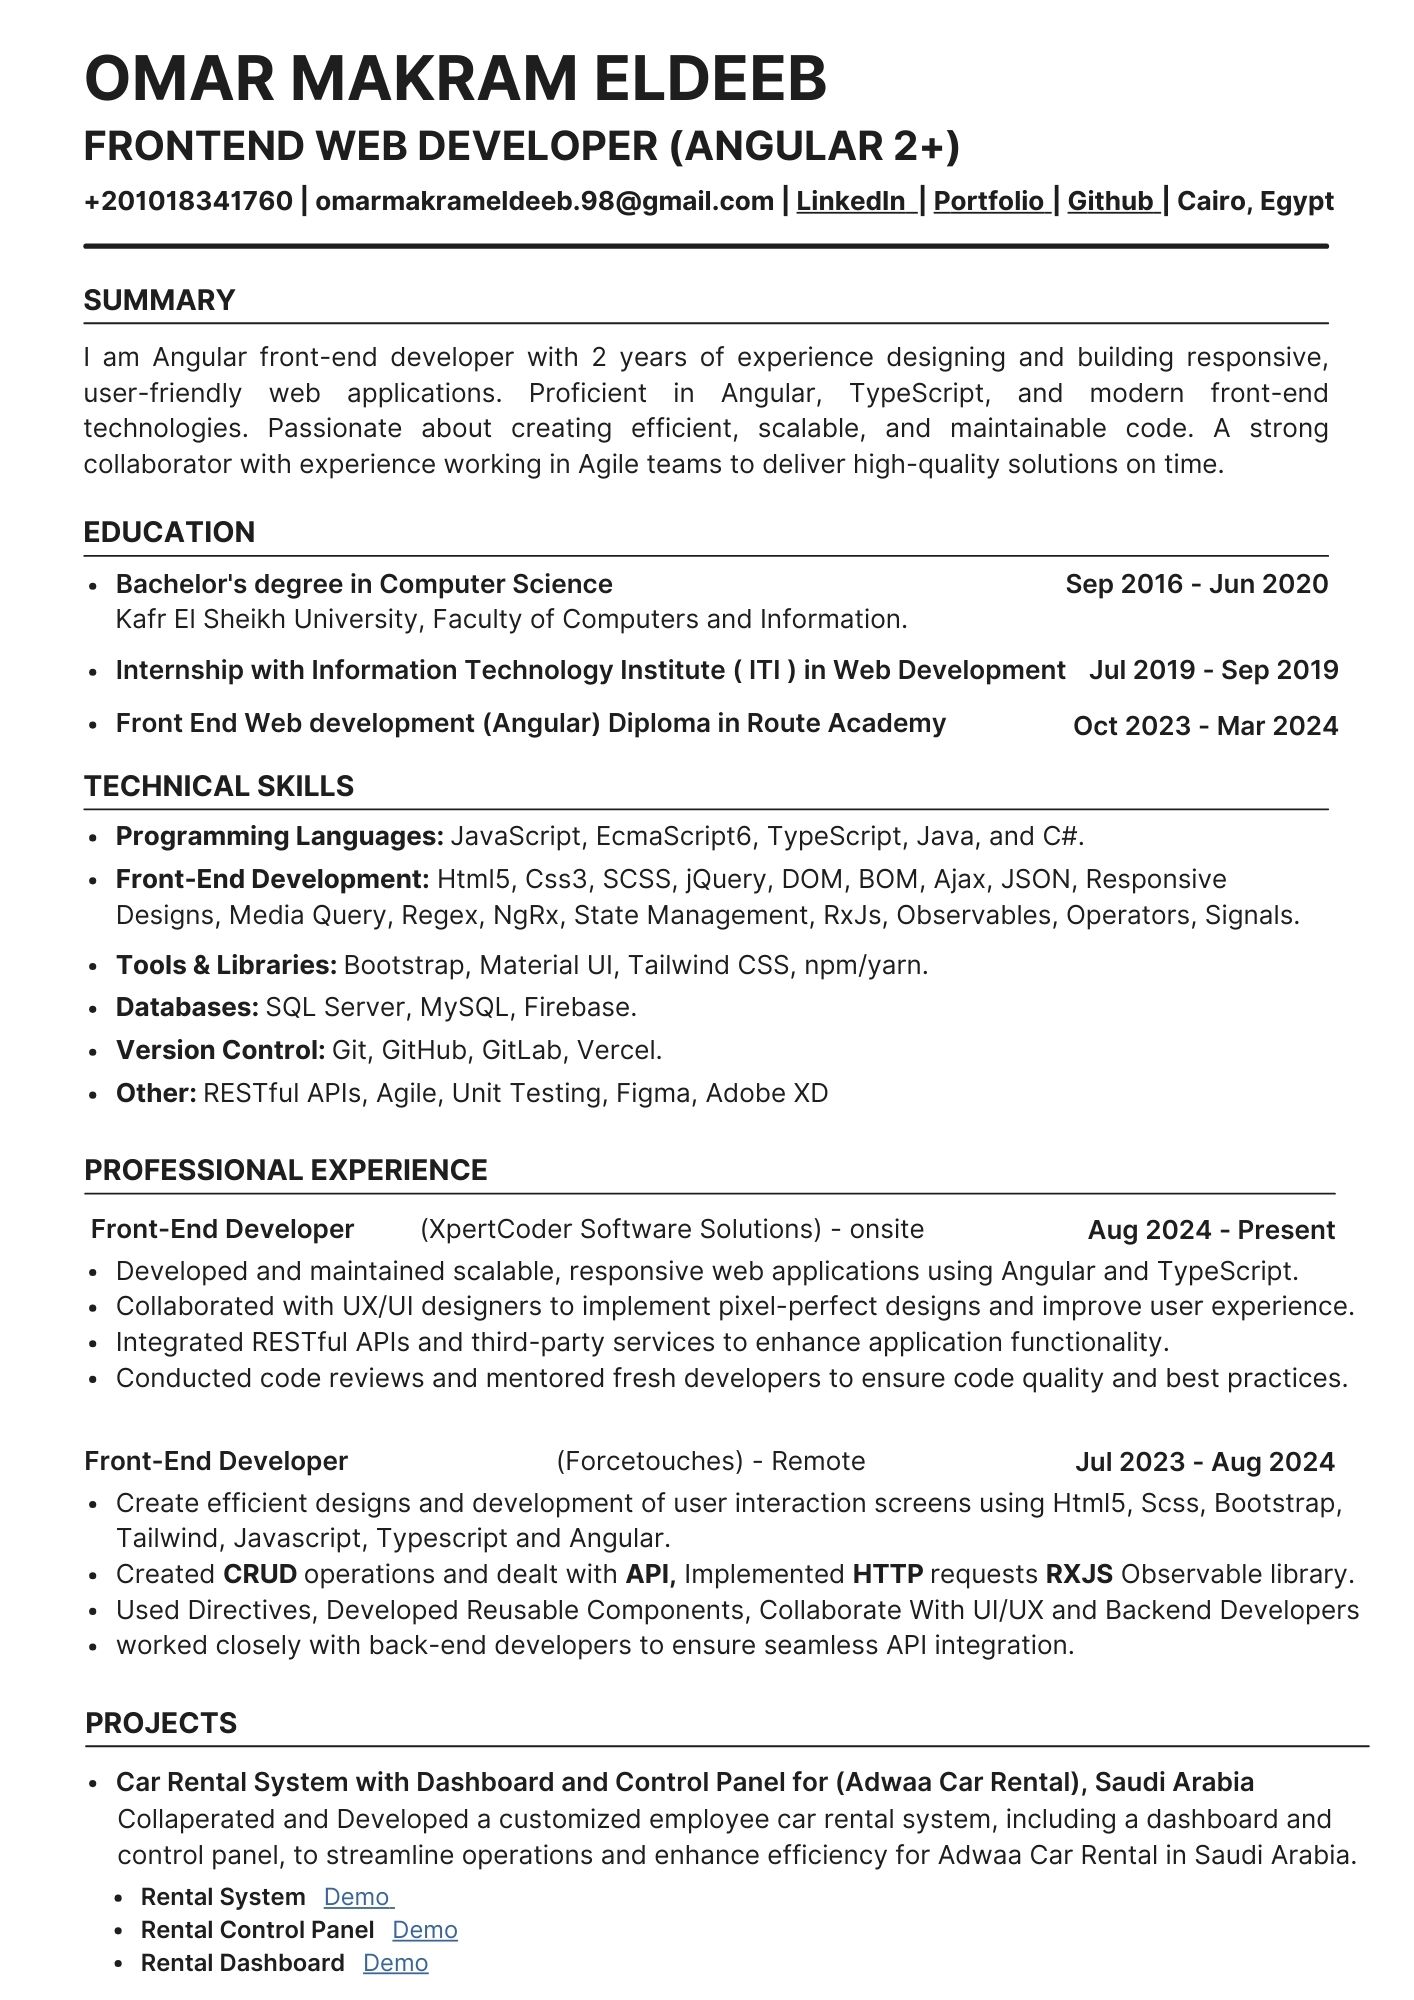 OMAR MAKRAM ELDEEB
FRONTEND WEB DEVELOPER (ANGULAR 2+)
+201018341760 | omarmakrameldeeb.98@gmail.com | LinkedIn | Portfolio | Github | Cairo, Egypt
SUMMARY
I am Angular front-end developer with 2 years of experience designing and building responsive,
user-friendly web applications. Proficient in Angular, TypeScript, and modern front-end
technologies. Passionate about creating efficient, scalable, and maintainable code. A strong
collaborator with experience working in Agile teams to deliver high-quality solutions on time.
EDUCATION
• Bachelor's degree in Computer Science Sep 2016 - Jun 2020
Kafr El Sheikh University, Faculty of Computers and Information.
• Internship with Information Technology Institute ( ITI ) in Web Development Jul 2019 - Sep 2019
• Front End Web development (Angular) Diploma in Route Academy Oct 2023 - Mar 2024
TECHNICAL SKILLS
• Programming Languages: JavaScript, EcmaScript6, TypeScript, Java, and C#.
• Front-End Development: Html5, Css3, SCSS, jQuery, DOM, BOM, Ajax, JSON, Responsive
Designs, Media Query, Regex, NgRx, State Management, RxJs, Observables, Operators, Signals.
• Tools & Libraries: Bootstrap, Material UI, Tailwind CSS, npm/yarn.
• Databases: SQL Server, MySQL, Firebase.
• Version Control: Git, GitHub, GitLab, Vercel.
• Other: RESTful APIs, Agile, Unit Testing, Figma, Adobe XD
PROFESSIONAL EXPERIENCE
Front-End Developer (XpertCoder Software Solutions) - onsite Aug 2024 - Present
• Developed and maintained scalable, responsive web applications using Angular and TypeScript.
• Collaborated with UX/UI designers to implement pixel-perfect designs and improve user experience.
• Integrated RESTful APIs and third-party services to enhance application functionality.
• Conducted code reviews and mentored fresh developers to ensure code quality and best practices.
Front-End Developer (Forcetouches) - Remote Jul 2023 - Aug 2024
• Create efficient designs and development of user interaction screens using Html5, Scss, Bootstrap,
Tailwind, Javascript, Typescript and Angular.
• Created CRUD operations and dealt with API, Implemented HTTP requests RXJS Observable library.
• Used Directives, Developed Reusable Components, Collaborate With UI/UX and Backend Developers
• worked closely with back-end developers to ensure seamless API integration.
PROJECTS
• Car Rental System with Dashboard and Control Panel for (Adwaa Car Rental), Saudi Arabia
Collaperated and Developed a customized employee car rental system, including a dashboard and
control panel, to streamline operations and enhance efficiency for Adwaa Car Rental in Saudi Arabia.
• Rental System Demo
• Rental Control Panel Demo
• Rental Dashboard Demo